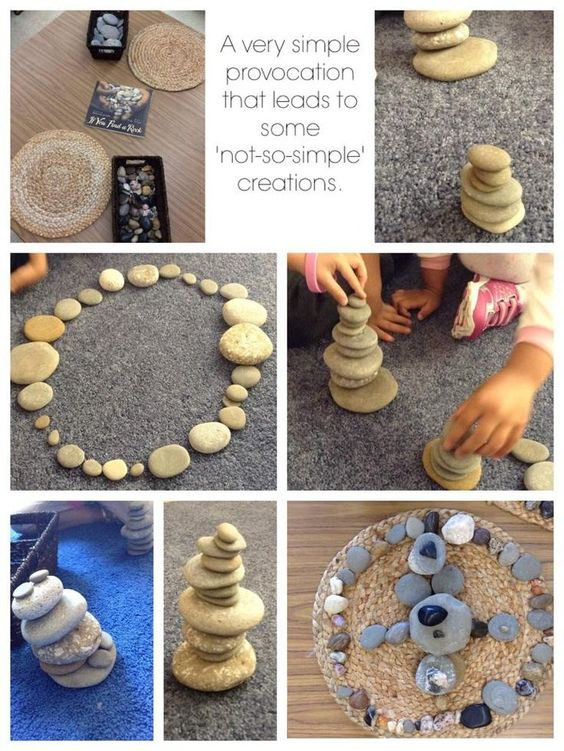 A very simple
provocation
that leads to
some
'not-so-simple'
creations.
If You Find a Rock